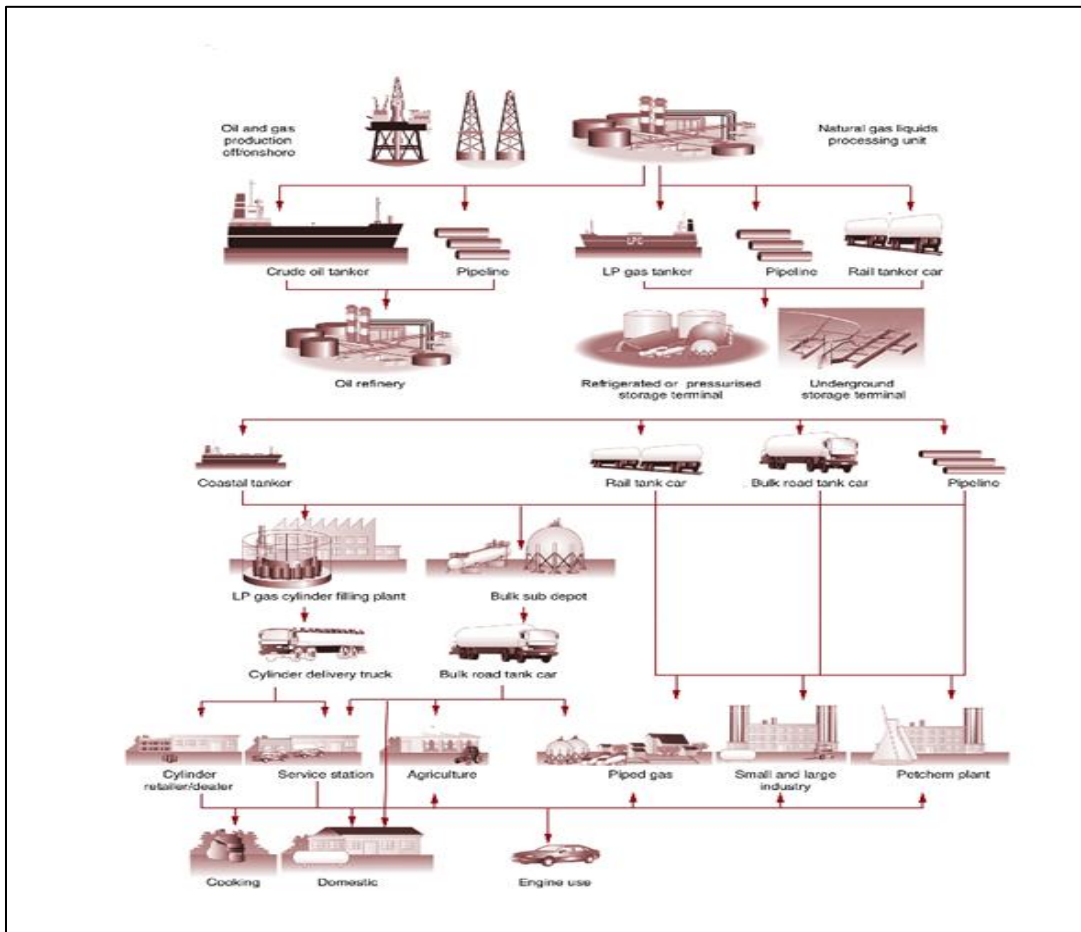 Oil and gas
production
off/onshoro
Natural gas liquids
processing unit
LPG
Crude oil tanker
Pipeline
LP gas tanker
Pipeline
Rail tanker car
Oil refinery
Refrigerated or pressurised
storage terminal
Underground
storage terminal
Coastal tanker
Rail tank car
Bulk road tank car
Pipeline
LP gas cylinder filling plant
Bulk sub depot
Cylinder delivery truck
Bulk road tank car
Cylinder
retailer/dealer
Service station
Agriculture
Piped gas
Small and large
industry
Petchem plant
Cooking
Domestic
Engine use